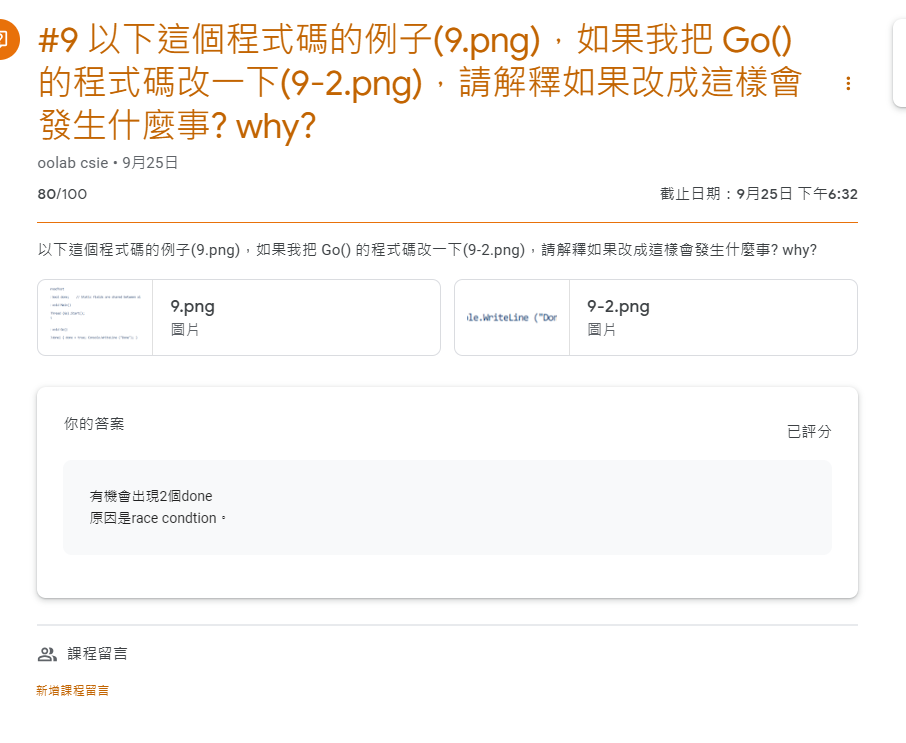 #9 以下這個程式碼的例子(9.png)，如果我把 Go()
的程式碼改一下(9-2.png)，請解釋如果改成這樣會
發生什麼事? why?
oolab csie • 9月25日
80/100
截止日期：9月25日 下午6:32
以下這個程式碼的例子(9.png)，如果我把 Go() 的程式碼改一下(9-2.png)，請解釋如果改成這樣會發生什麼事? why?
9.png
圖片
le.WriteLine ("Dor
9-2.png
圖片
你的答案
已評分
有機會出現2個done
原因是race condtion。
課程留言
新增課程留言